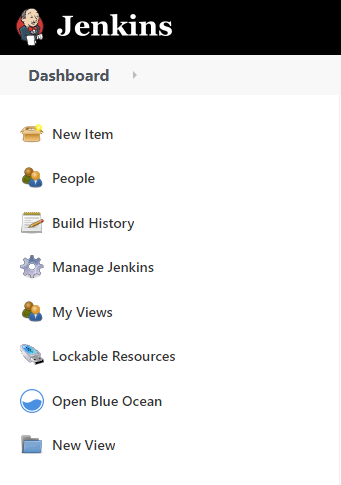 Jenkins
Dashboard
New Item
People
Build History
Manage Jenkins
My Views
Lockable Resources
Open Blue Ocean
New View